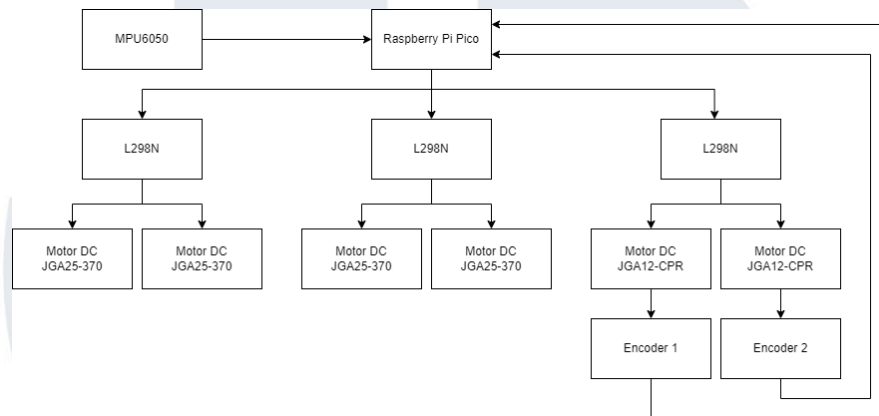 MPU6050
Raspberry Pi Pico
L298N
L298N
L298N
Motor DC
JGA25-370
Motor DC
JGA25-370
Motor DC
JGA25-370
Motor DC
JGA25-370
Motor DC
JGA12-CPR
Motor DC
JGA12-CPR
Encoder 1
Encoder 2